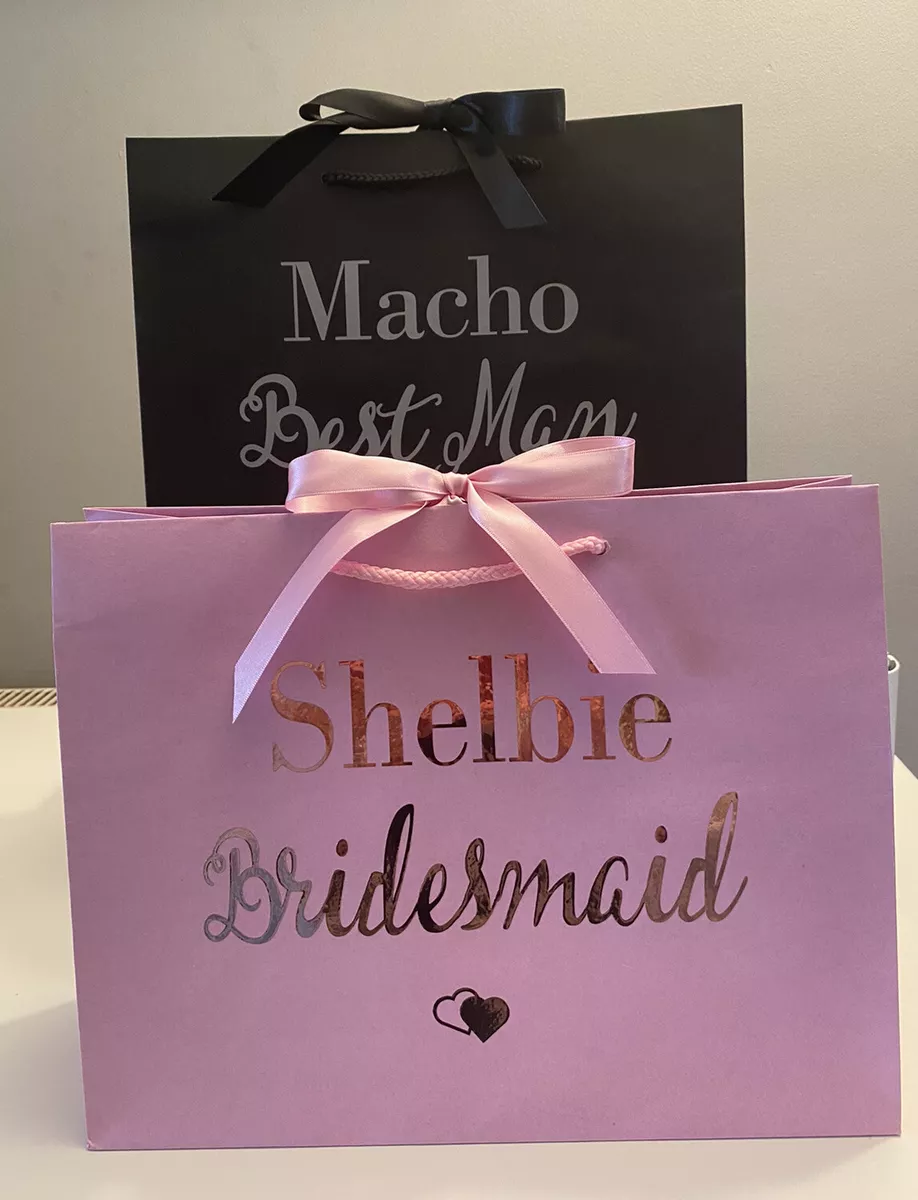 Macho
Best Man
Shelbie
Bridesmaid